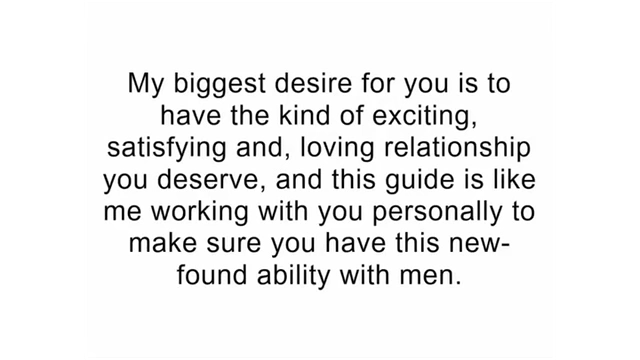 My biggest desire for you is to
have the kind of exciting,
satisfying and, loving relationship
you deserve, and this guide is like
me working with you personally to
make sure you have this new-
found ability with men.